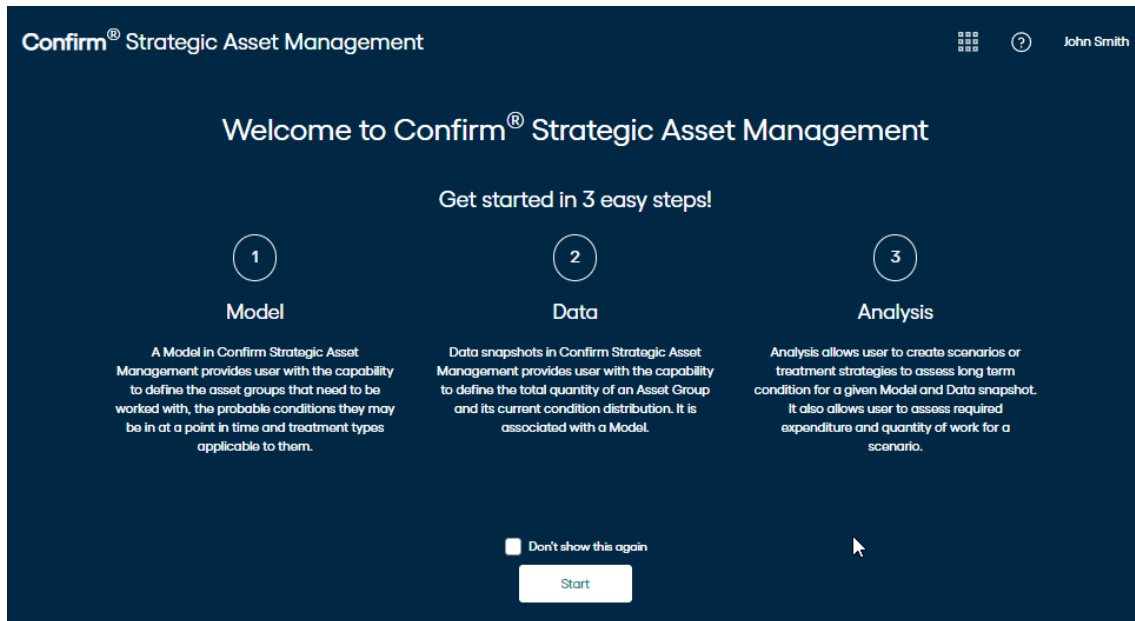 Confirm® Strategic Asset Management
John Smith
Welcome to Confirm® Strategic Asset Management
Get started in 3 easy steps!
1
Model
A Model in Confirm Strategic Asset
Management provides user with the capability
to define the asset groups that need to be
worked with, the probable conditions they may
be in at a point in time and treatment types
applicable to them.
2
Data
Data snapshots in Confirm Strategic Asset
Management provides user with the capability
to define the total quantity of an Asset Group
and its current condition distribution. It is
associated with a Model.
3
Analysis
Analysis allows user to create scenarios or
treatment strategies to assess long term
condition for a given Model and Data snapshot.
It also allows user to assess required
expenditure and quantity of work for a
scenario.
Don't show this again
Start